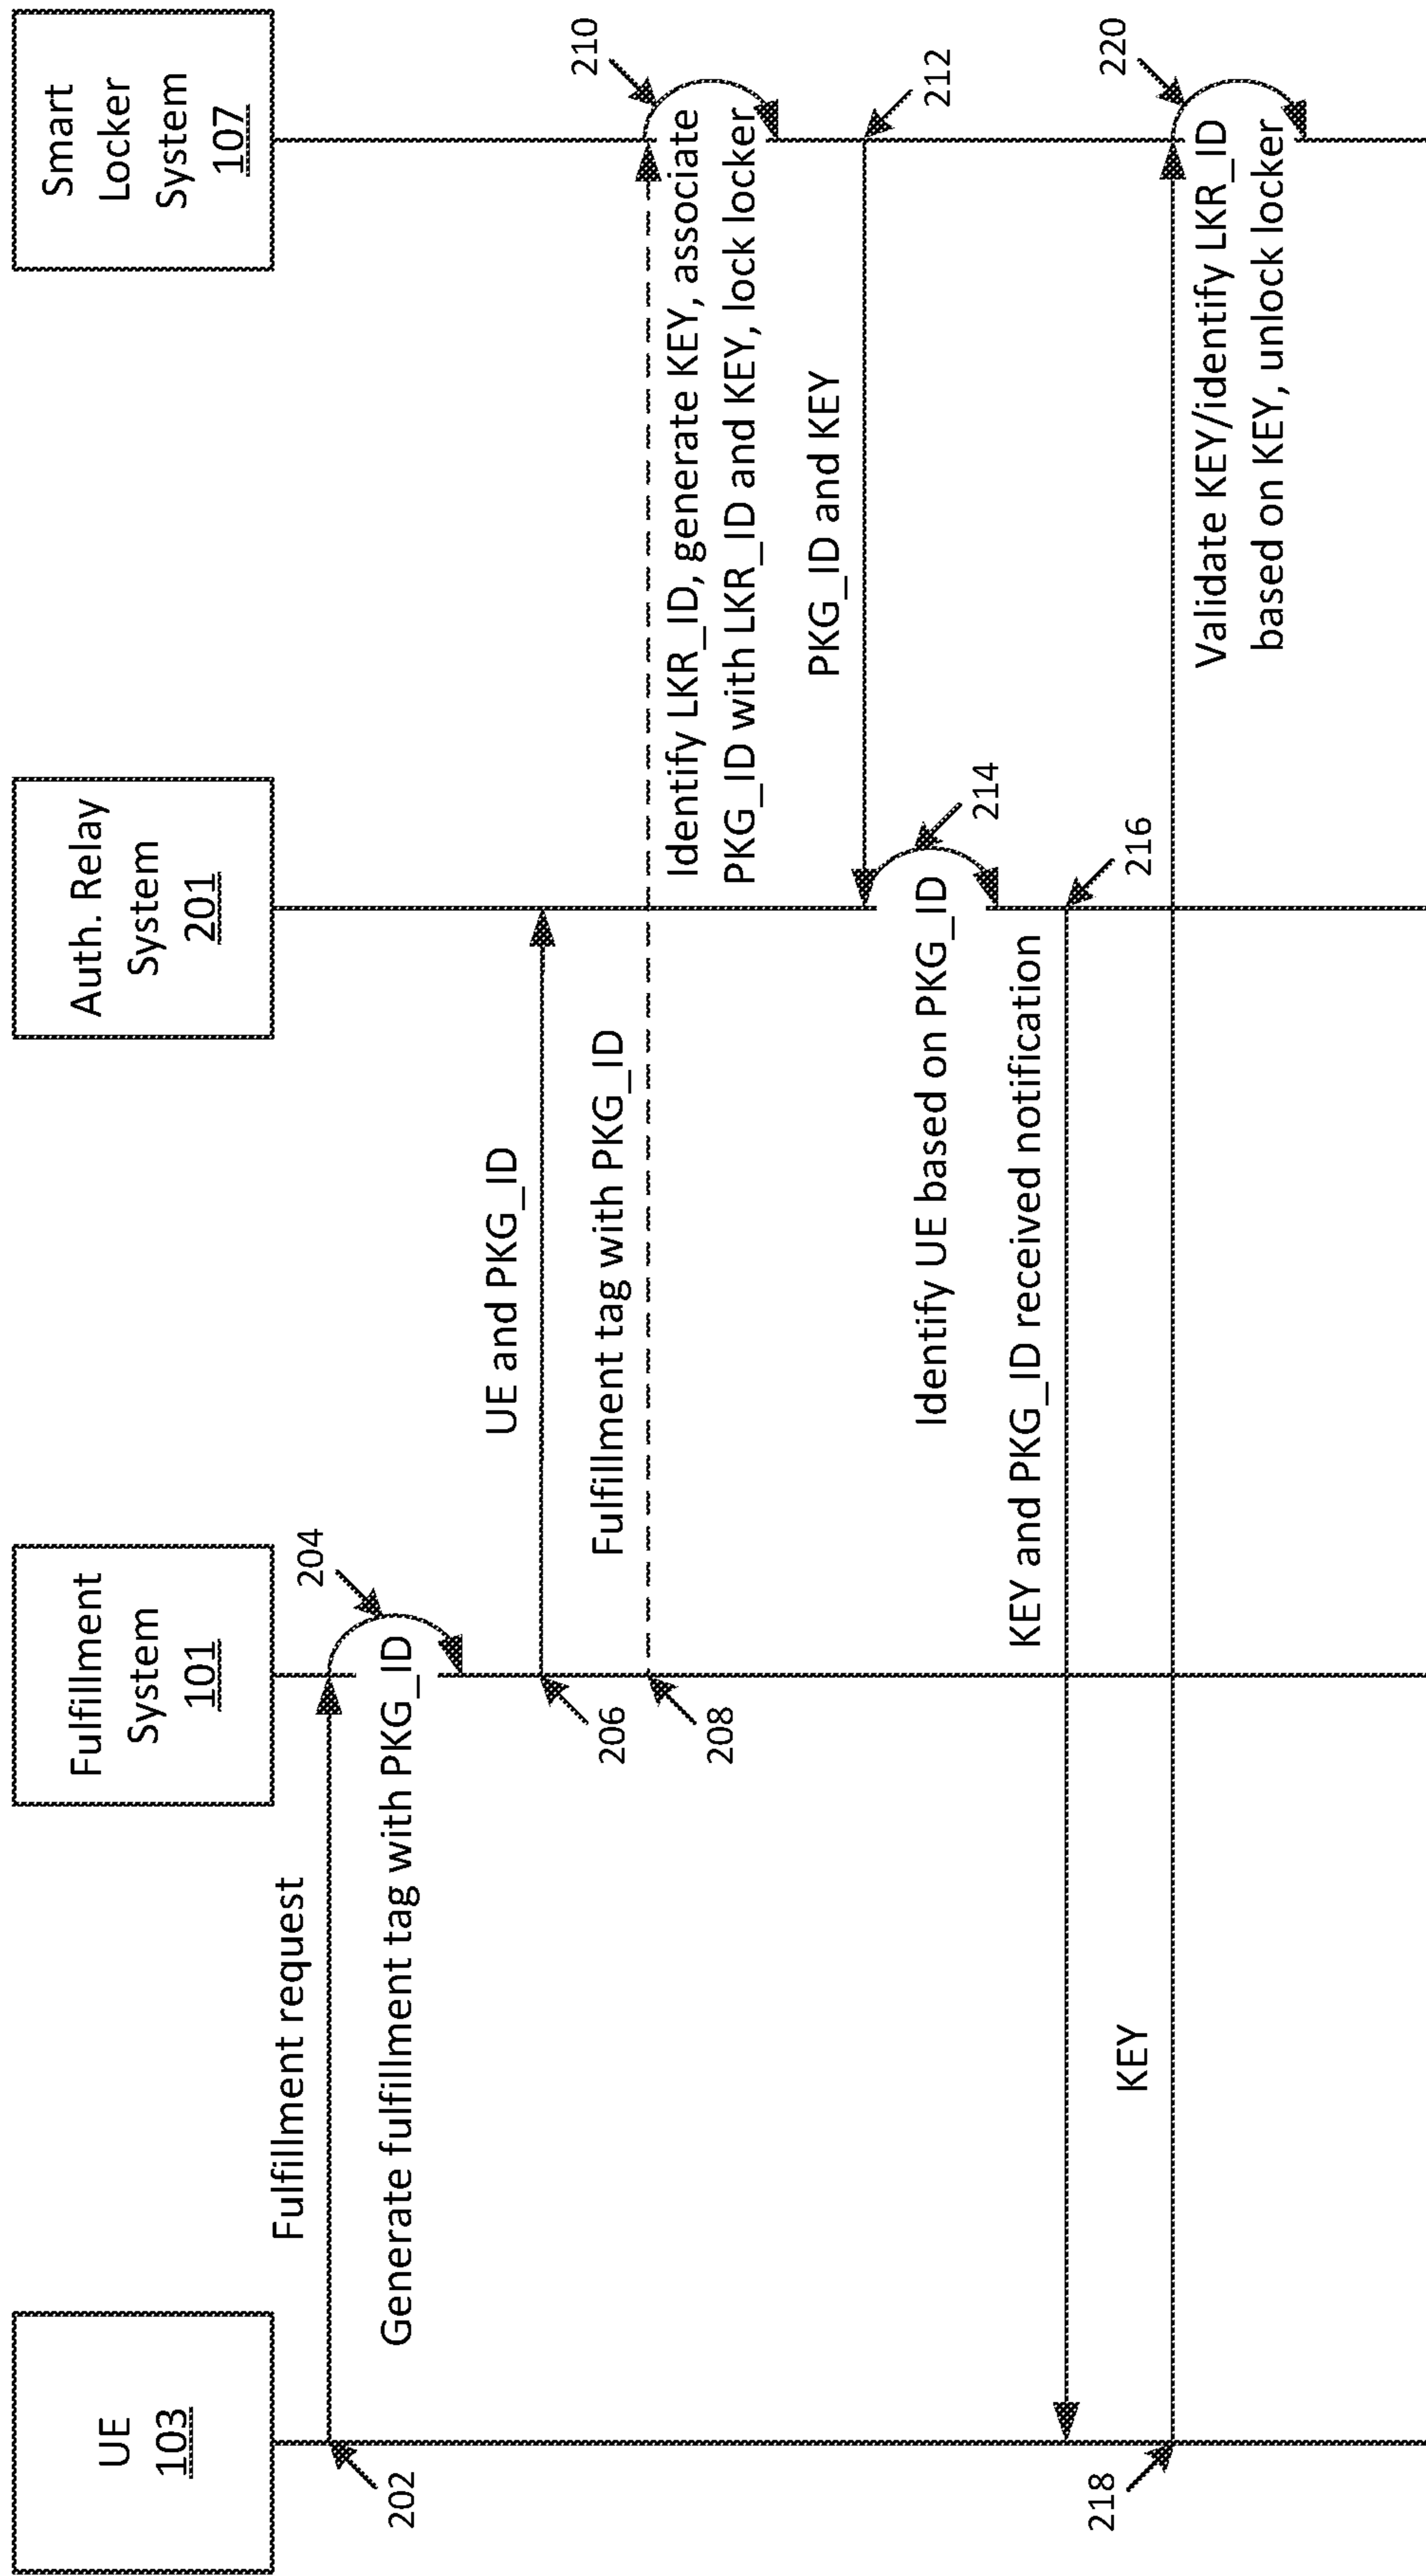 UE
103
Fulfillment
System
101
Auth. Relay
System
201
Smart
Locker
System
107
Fulfillment request
202
204
Generate fulfillment tag with PKG_ID
UE and PKG_ID
206
Fulfillment tag with PKG_ID
208
210
Identify LKR_ID, generate KEY, associate
PKG_ID with LKR_ID and KEY, lock locker
PKG_ID and KEY
212
214
Identify UE based on PKG_ID
KEY and PKG_ID received notification
216
KEY
218
220
Validate KEY/identify LKR_ID
based on KEY, unlock locker